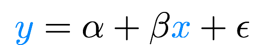 y = α + βx + ϵ